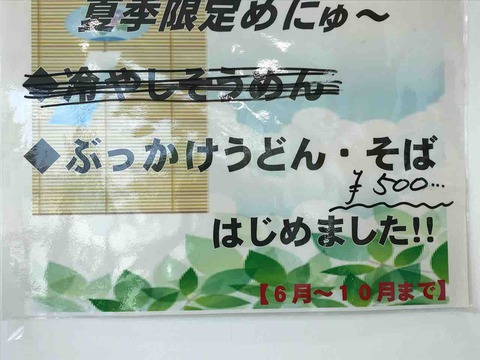 夏季限定めにゅ～
◆冷やしそうめん
◆ぶっかけうどん・そば
¥500...
はじめました!!
【6月～10月まで】